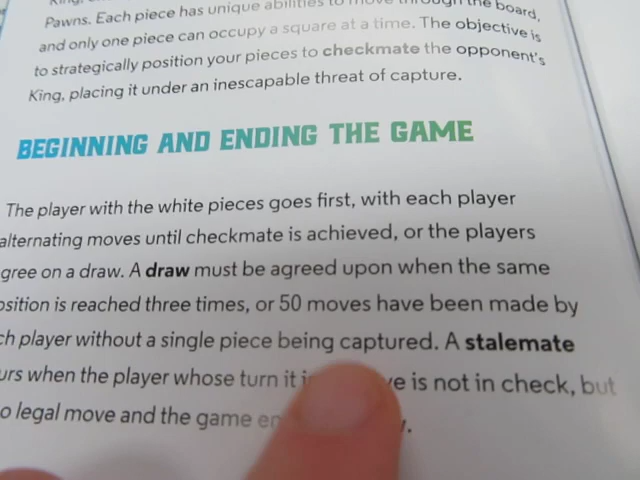 Pawns. Each piece has unique abilities to move through the board,
and only one piece can occupy a square at a time. The objective is
to strategically position your pieces to checkmate the opponent's
King, placing it under an inescapable threat of capture.
BEGINNING AND ENDING THE GAME
The player with the white pieces goes first, with each player
alternating moves until checkmate is achieved, or the players
gree on a draw. A draw must be agreed upon when the same
osition is reached three times, or 50 moves have been made by
ch player without a single piece being captured. A stalemate
urs when the player whose turn it is not in check, but
o legal move and the game